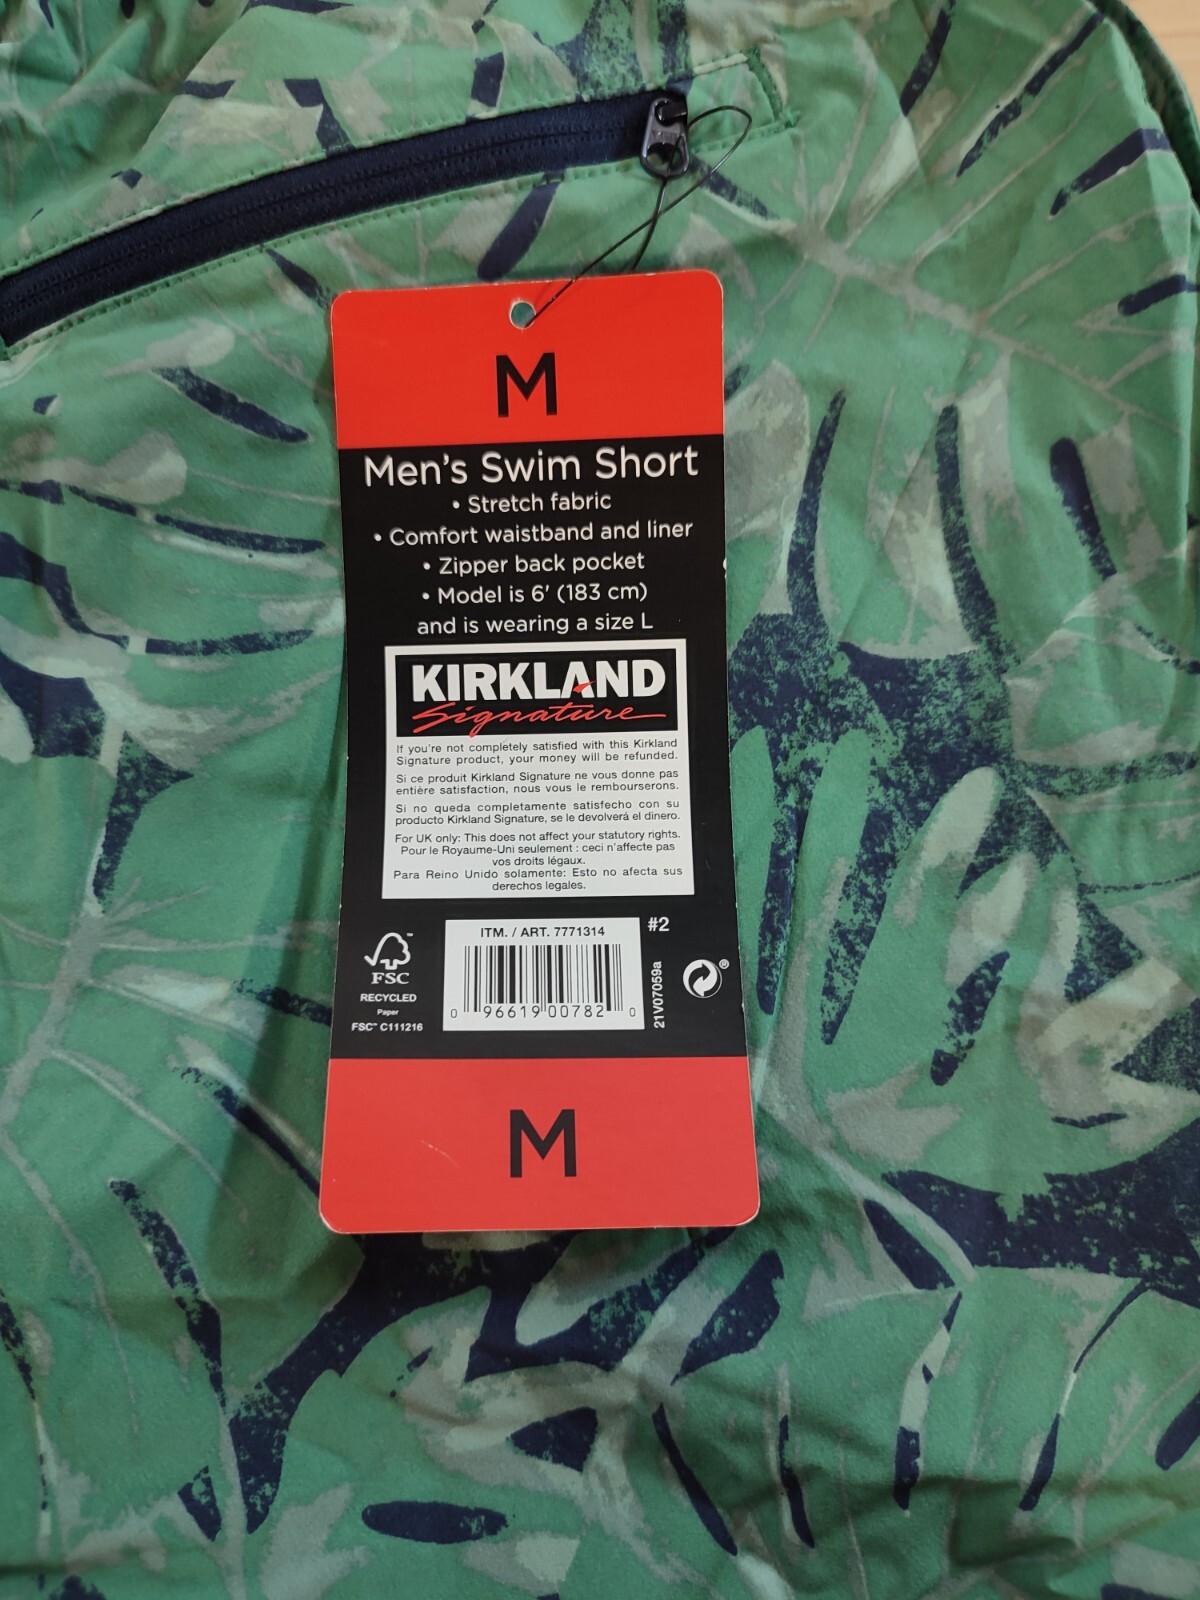 M
Men's Swim Short
• Stretch fabric
• Comfort waistband and liner
• Zipper back pocket
• Model is 6' (183 cm)
and is wearing a size L
KIRKLAND
Signature
If you're not completely satisfied with this Kirkland
Signature product, your money will be refunded.
Si ce produit Kirkland Signature ne vous donne pas
entière satisfaction, nous vous le rembourserons.
Si no queda completamente satisfecho con su
producto Kirkland Signature, se le devolverá el dinero.
For UK only: This does not affect your statutory rights.
Pour le Royaume-Uni seulement : ceci n'affecte pas
vos droits légaux.
Para Reino Unido solamente: Esto no afecta sus
derechos legales.
FSC™
RECYCLED
Paper
FSC™ C111216
ITM. / ART. 7771314
0 96619 00782 0
#2
21V07059a
®
M